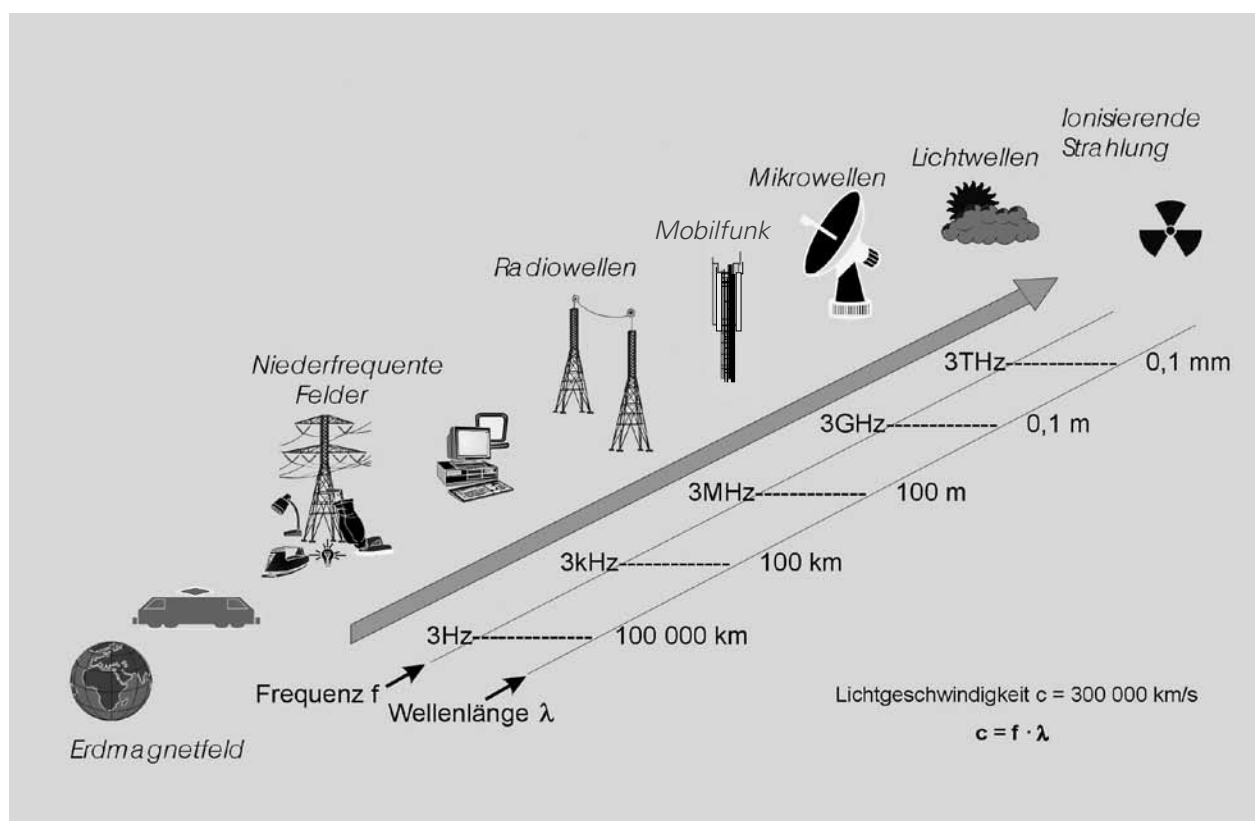 Ionisierende
Strahlung
Lichtwellen
Mikrowellen
Mobilfunk
Radiowellen
Niederfrequente
Felder
3THz 0,1 mm
3GHz 0,1 m
3MHz 100 m
3kHz 100 km
3Hz 100 000 km
Frequenz f
Wellenlänge λ
Lichtgeschwindigkeit c = 300 000 km/s
c = f · λ
Erdmagnetfeld